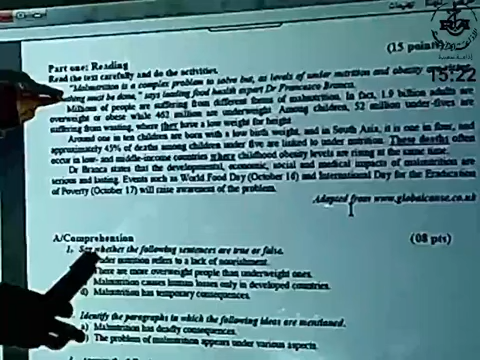 (15 points)
15:22
Part one: Reading
Read the text carefully and do the activities.
"Malnutrition is a complex problem to solve but, as levels of under nutrition and obesity
must be done," says leading food health expert Dr Francesco Branca.
Millions of people are suffering from different forms of malnutrition. In fact, 1.9 billion adults are
overweight or obese while 462 million are underweight. Among children, 52 million under-fives are
suffering from wasting, where they have a low weight for height
Around one in four children are born with a low birth weight, and in South Asia, it is one in four, and
approximately 45% of deaths among children under five are linked to under nutrition. These deaths often
occur in low- and middle-income countries where childhood obesity levels are rising at the same time.
Dr Branca states that the developmental, economic, social and medical impacts of malnutrition are
serious and lasting. Events such as World Food Day (October 16) and International Day for the Eradication
of Poverty (October 17) will raise awareness of the problem.
Adapted from www.globalcause.co.uk
A/Comprehension
(08 pts)
1. Say whether the following sentences are true or false.
under nutrition refers to a lack of nourishment.
There are more overweight people than underweight ones.
Malnutrition causes human losses only in developed countries.
d) Malnutrition has temporary consequences.
Identify the paragraphs in which the following ideas are mentioned.
a) Malnutrition has deadly consequences.
The problem of malnutrition appears under various aspects.